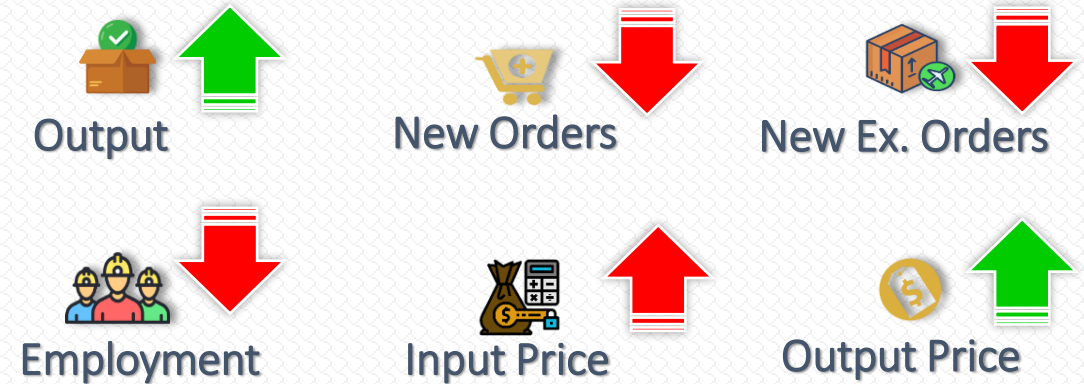 Output
New Orders
New Ex. Orders
Employment
Input Price
Output Price